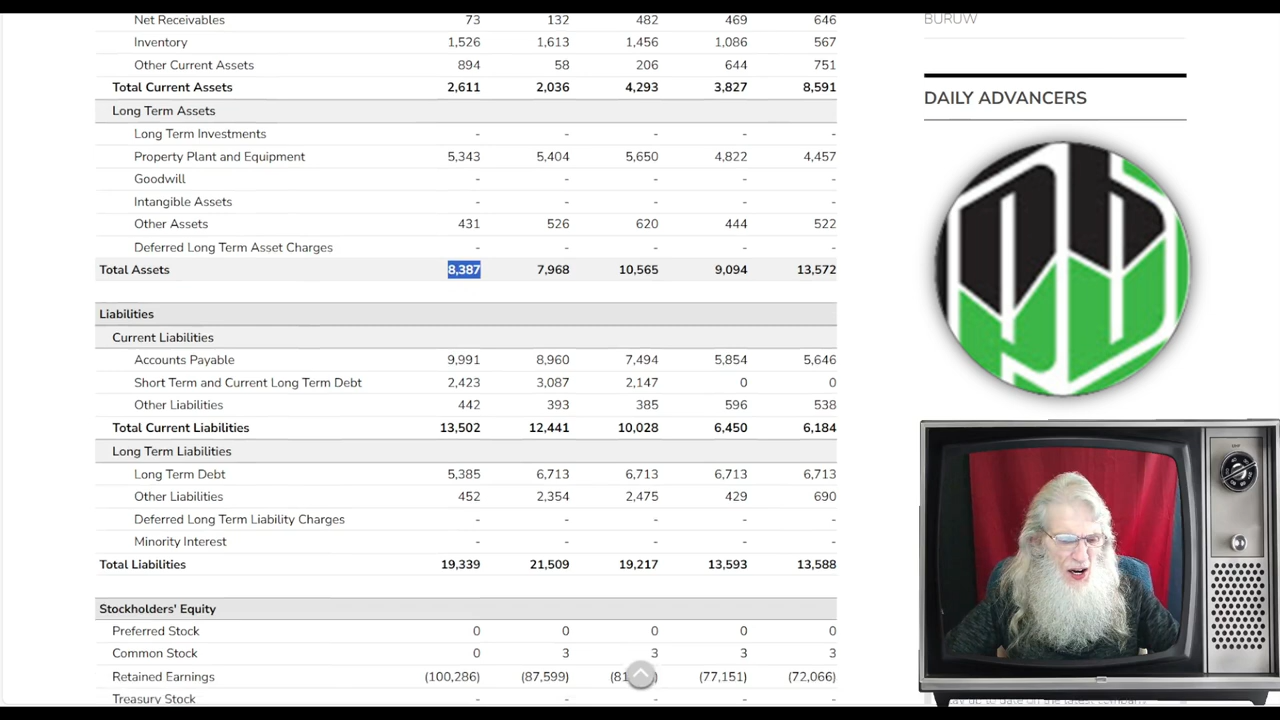 Net Receivables 73 132 482 469 646
BURUW
Inventory 1,526 1,613 1,456 1,086 567
Other Current Assets 894 58 206 644 751
Total Current Assets 2,611 2,036 4,293 3,827 8,591
DAILY ADVANCERS
Long Term Assets
Long Term Investments - - - - -
Property Plant and Equipment 5,343 5,404 5,650 4,822 4,457
Goodwill - - - - -
Intangible Assets - - - - -
Other Assets 431 526 620 444 522
Deferred Long Term Asset Charges - - - - -
Total Assets 8,387 7,968 10,565 9,094 13,572
Liabilities
Current Liabilities
Accounts Payable 9,991 8,960 7,494 5,854 5,646
Short Term and Current Long Term Debt 2,423 3,087 2,147 0 0
Other Liabilities 442 393 385 596 538
Total Current Liabilities 13,502 12,441 10,028 6,450 6,184
Long Term Liabilities
Long Term Debt 5,385 6,713 6,713 6,713 6,713
Other Liabilities 452 2,354 2,475 429 690
Deferred Long Term Liability Charges - - - - -
Minority Interest - - - - -
Total Liabilities 19,339 21,509 19,217 13,593 13,588
Stockholders' Equity
Preferred Stock 0 0 0 0 0
Common Stock 0 3 3 3 3
Retained Earnings (100,286) (87,599) (77,151) (72,066)
Treasury Stock - - - - -